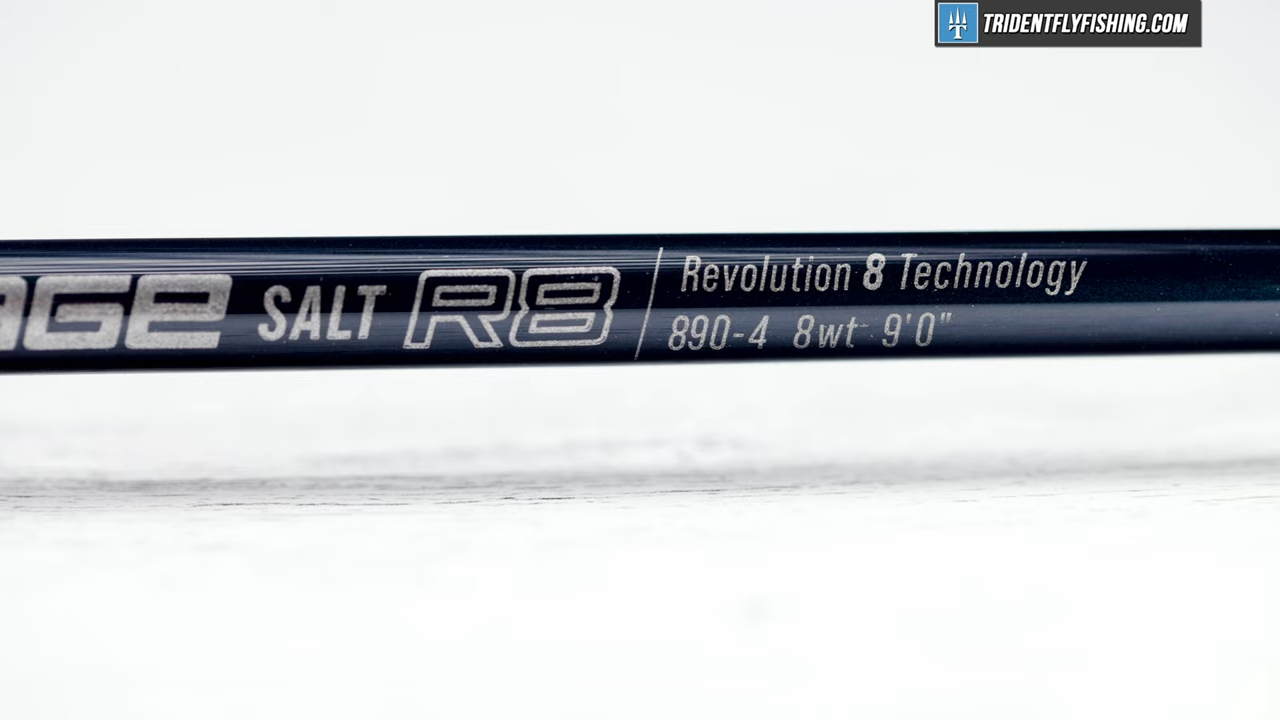 TRIDENTFLYFISHING.COM
SALT R8
Revolution 8 Technology
890-4 8wt 9'0"